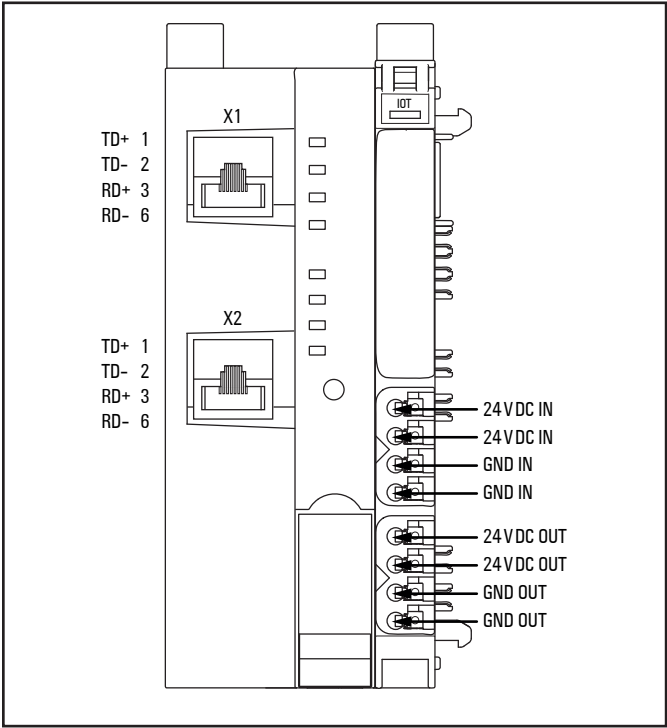 IOT
X1
TD+ 1
TD- 2
RD+ 3
RD- 6
X2
TD+ 1
TD- 2
RD+ 3
RD- 6
24 V DC IN
24 V DC IN
GND IN
GND IN
24 V DC OUT
24 V DC OUT
GND OUT
GND OUT